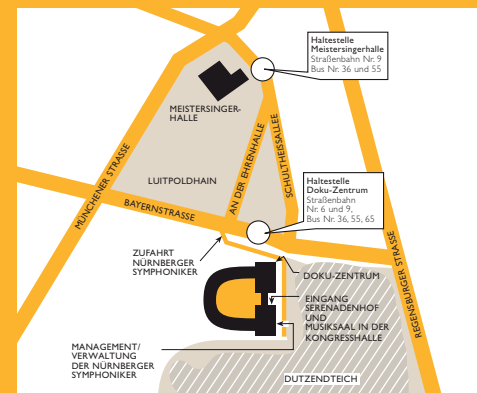 Haltestelle
Meistersingerhalle
Straßenbahn Nr. 9
Bus Nr. 36 und 55
MEISTERSINGER-
HALLE
MÜNCHENER STRASSE
AN DER EHRENHALLE
SCHULTHEISSALLEE
LUITPOLDHAIN
Haltestelle
Doku-Zentrum
Straßenbahn
Nr. 6 und 9,
Bus Nr. 36, 55, 65
BAYERNSTRASSE
REGENSBURGER STRASSE
ZUFAHRT
NÜRNBERGER
SYMPHONIKER
DOKU-ZENTRUM
EINGANG
SERENADENHOF
UND
MUSIKSAAL IN DER
KONGRESSHALLE
MANAGEMENT/
VERWALTUNG
DER NÜRNBERGER
SYMPHONIKER
DUTZENDTEICH